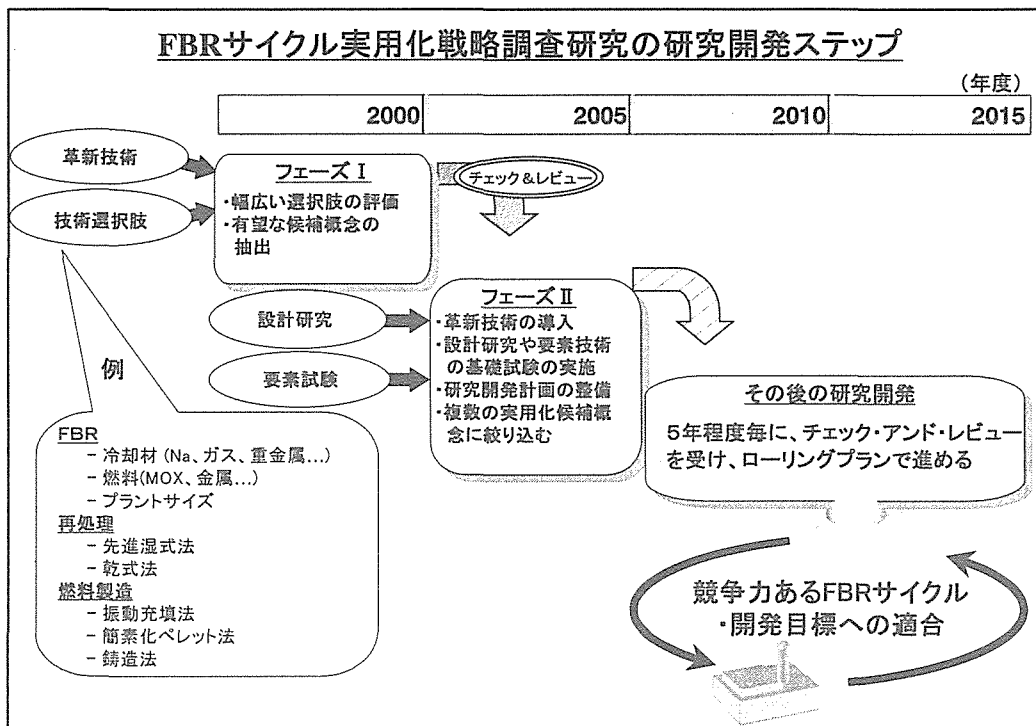 FBRサイクル実用化戦略調査研究の研究開発ステップ
(年度)
2000 2005 2010 2015
革新技術
技術選択肢
フェーズⅠ
・幅広い選択肢の評価
・有望な候補概念の
抽出
チェック＆レビュー
設計研究
要素試験
フェーズⅡ
・革新技術の導入
・設計研究や要素技術
の基礎試験の実施
・研究開発計画の整備
・複数の実用化候補概
念に絞り込む
例
FBR
− 冷却材（Na、ガス、重金属...）
− 燃料(MOX、金属...)
− プラントサイズ
再処理
− 先進湿式法
− 乾式法
燃料製造
− 振動充填法
− 簡素化ペレット法
− 鋳造法
その後の研究開発
5年程度毎に、チェック・アンド・レビュー
を受け、ローリングプランで進める
競争力あるFBRサイクル
・開発目標への適合